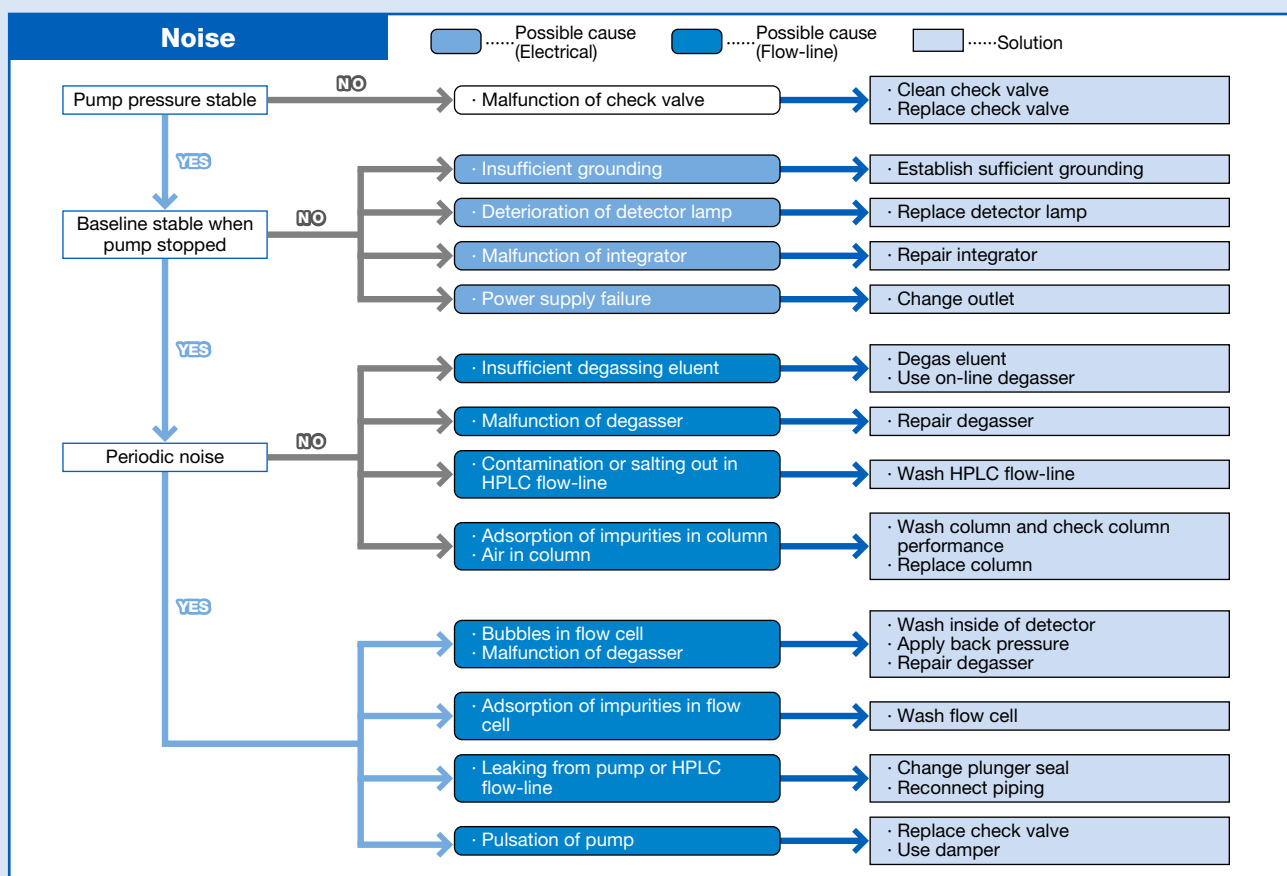 Noise
······Possible cause
(Electrical)
······Possible cause
(Flow-line)
······Solution
Pump pressure stable
NO
· Malfunction of check valve
· Clean check valve
· Replace check valve
YES
Baseline stable when
pump stopped
NO
· Insufficient grounding
· Establish sufficient grounding
· Deterioration of detector lamp
· Replace detector lamp
· Malfunction of integrator
· Repair integrator
· Power supply failure
· Change outlet
YES
Periodic noise
NO
· Insufficient degassing eluent
· Degas eluent
· Use on-line degasser
· Malfunction of degasser
· Repair degasser
· Contamination or salting out in
HPLC flow-line
· Wash HPLC flow-line
· Adsorption of impurities in column
· Air in column
· Wash column and check column
performance
· Replace column
YES
· Bubbles in flow cell
· Malfunction of degasser
· Wash inside of detector
· Apply back pressure
· Repair degasser
· Adsorption of impurities in flow
cell
· Wash flow cell
· Leaking from pump or HPLC
flow-line
· Change plunger seal
· Reconnect piping
· Pulsation of pump
· Replace check valve
· Use damper